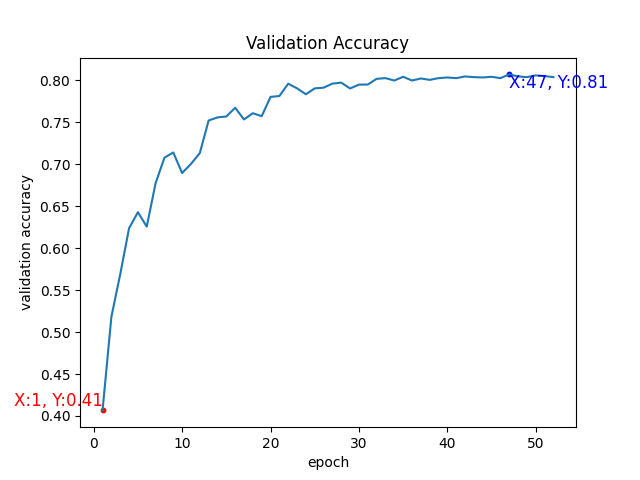 Validation Accuracy
validation accuracy
0.80
0.75
0.70
0.65
0.60
0.55
0.50
0.45
0.40
X:47, Y:0.81
X:1, Y:0.41
0 10 20 30 40 50
epoch